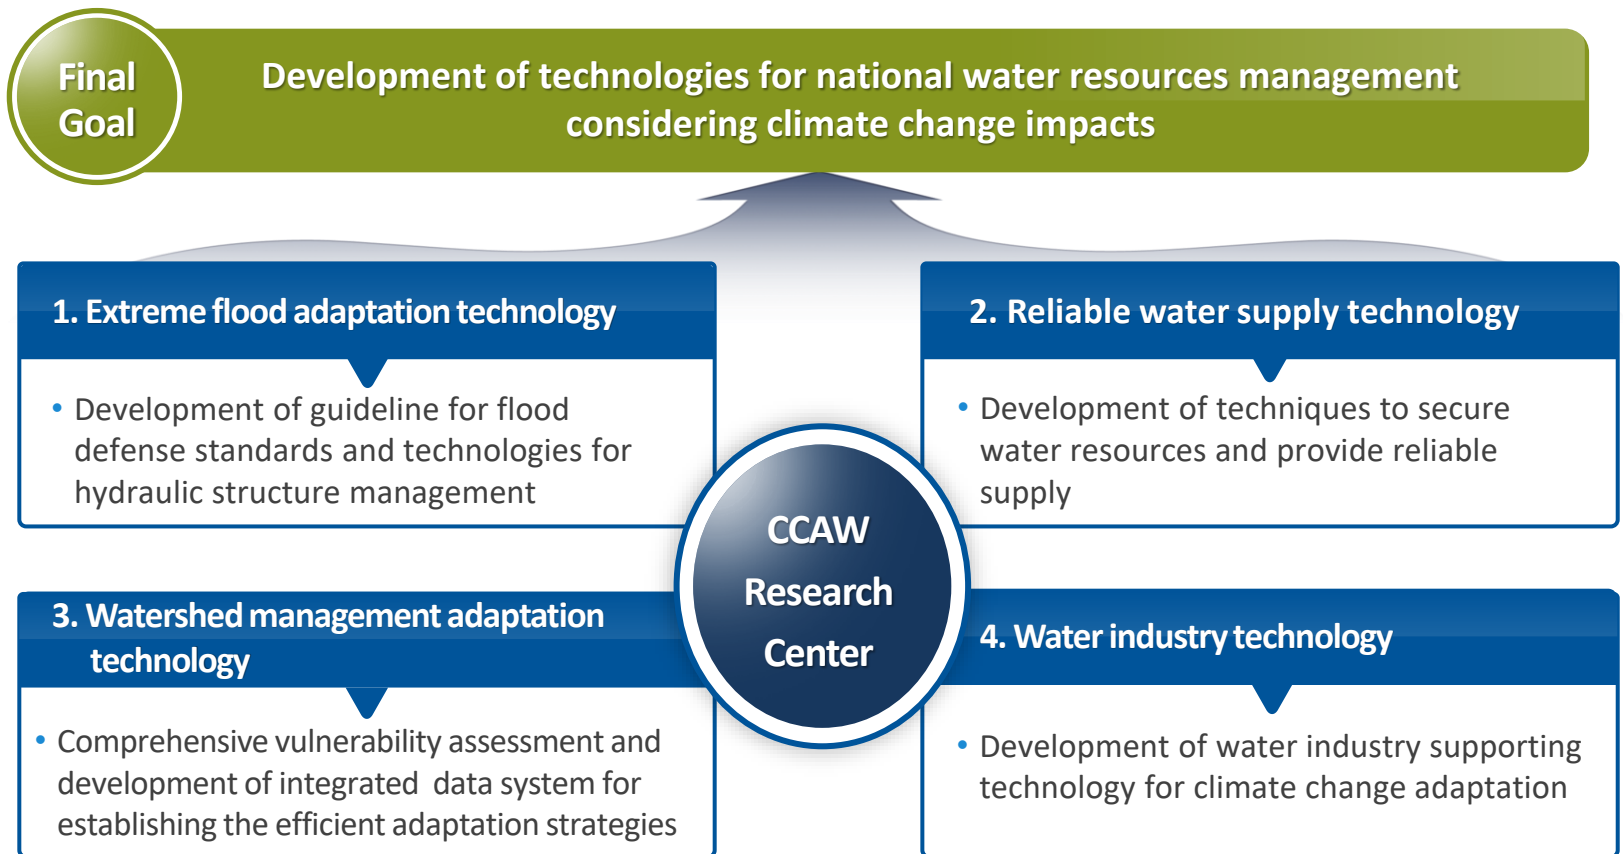 Final
Goal
Development of technologies for national water resources management
considering climate change impacts
1. Extreme flood adaptation technology
• Development of guideline for flood
defense standards and technologies for
hydraulic structure management
2. Reliable water supply technology
• Development of techniques to secure
water resources and provide reliable
supply
CCAW
Research
Center
3. Watershed management adaptation
technology
• Comprehensive vulnerability assessment and
development of integrated data system for
establishing the efficient adaptation strategies
4. Water industry technology
• Development of water industry supporting
technology for climate change adaptation